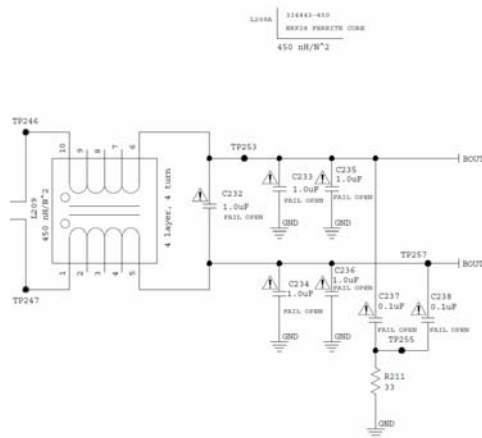 L208A
514443-450
ERF26 FERRITE CORE
450 nH/N^2
TP246
10
9
8
7
6
TP253
BOUT
C233
1.0uF
FAIL OPEN
GND
C235
1.0uF
FAIL OPEN
GND
C232
1.0uF
FAIL OPEN
L209
450 nH/N^2
4 layer, 4 turn
TP257
BOUT
1
2
3
4
5
TP247
C234
1.0uF
FAIL OPEN
GND
C236
1.0uF
FAIL OPEN
GND
C237
0.1uF
FAIL OPEN
C238
0.1uF
FAIL OPEN
TP255
R211
33
GND